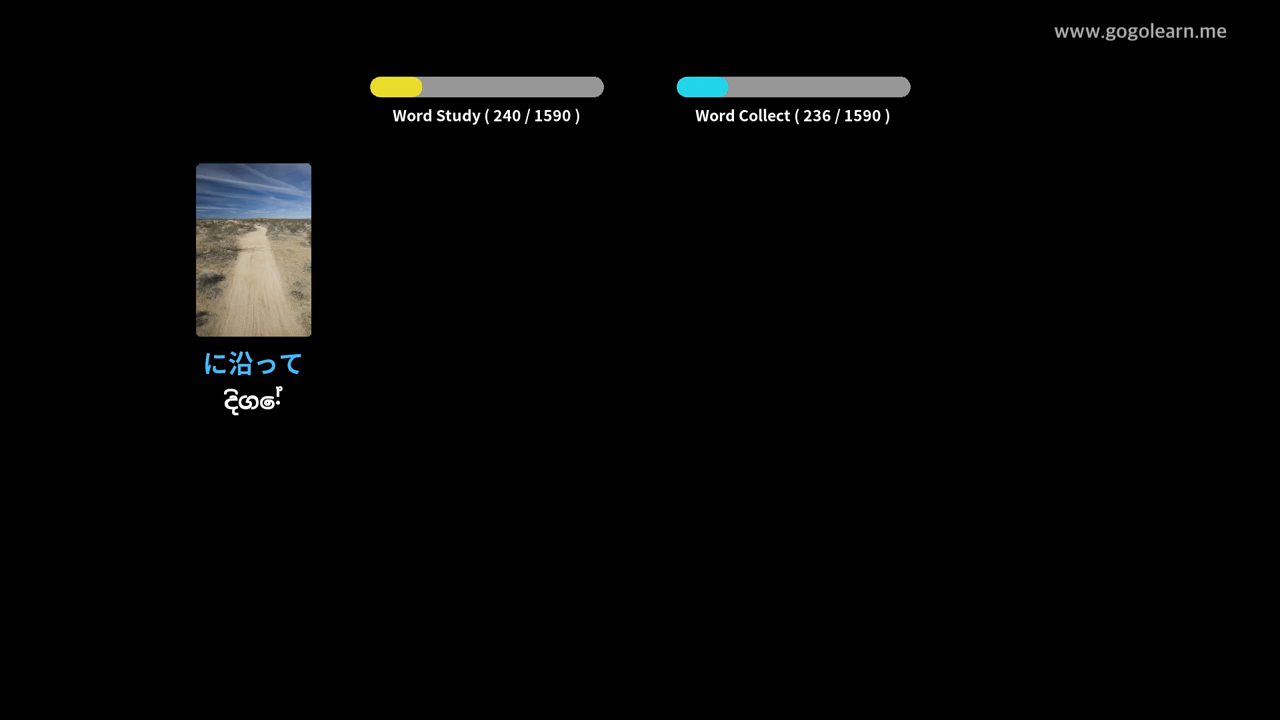 www.gogolearn.me
Word Study ( 240 / 1590 )
Word Collect ( 236 / 1590 )
に沿って
දිගේ